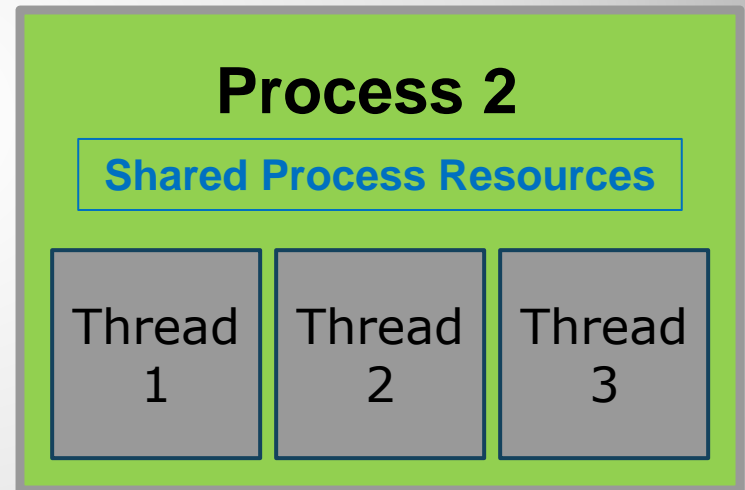 Process 2
Shared Process Resources
Thread
1
Thread
2
Thread
3